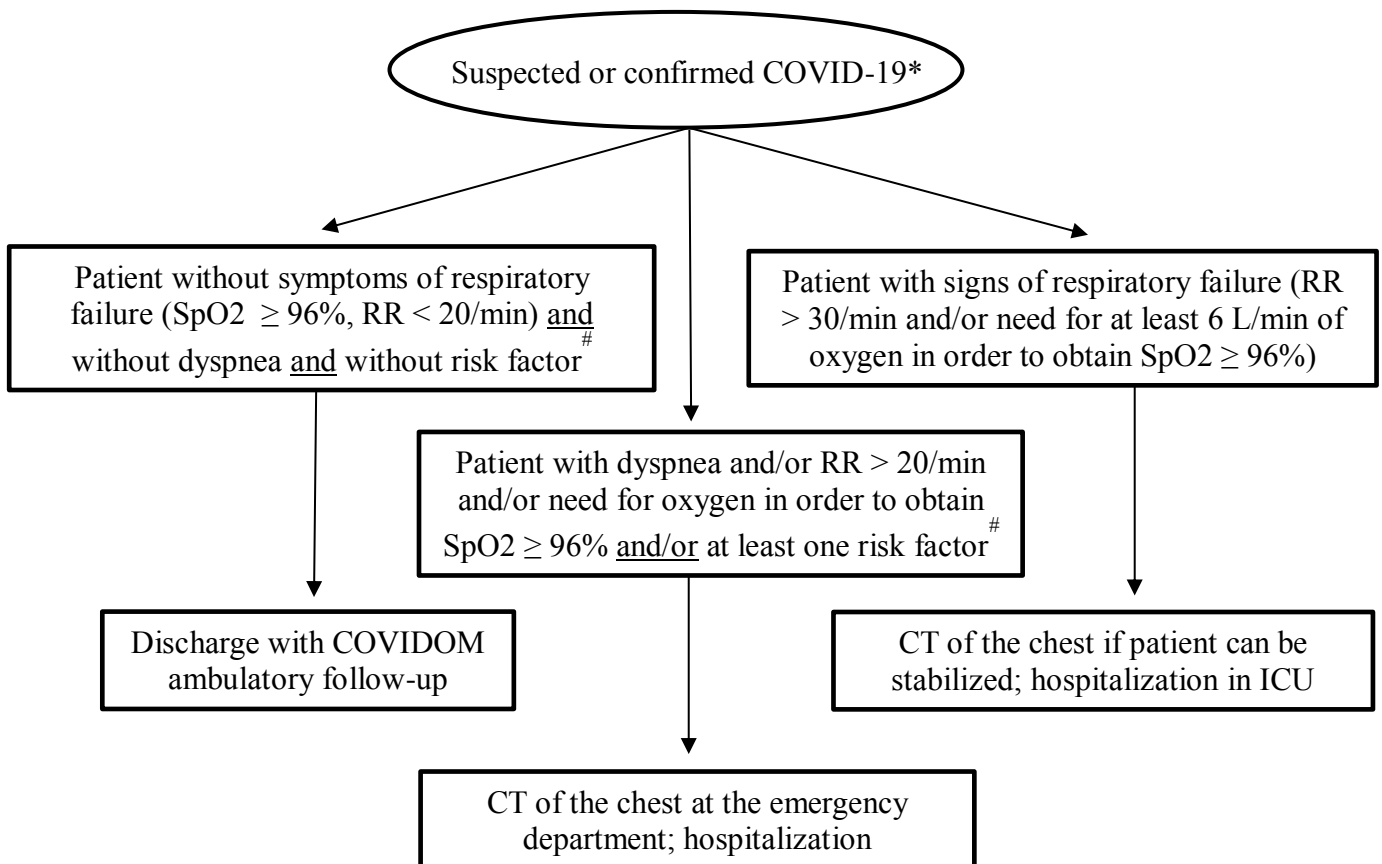 Suspected or confirmed COVID-19*
Patient without symptoms of respiratory
failure (SpO2 ≥ 96%, RR < 20/min) and
without dyspnea and without risk factor#
Patient with signs of respiratory failure (RR
> 30/min and/or need for at least 6 L/min of
oxygen in order to obtain SpO2 ≥ 96%)
Patient with dyspnea and/or RR > 20/min
and/or need for oxygen in order to obtain
SpO2 ≥ 96% and/or at least one risk factor#
Discharge with COVIDOM
ambulatory follow-up
CT of the chest if patient can be
stabilized; hospitalization in ICU
CT of the chest at the emergency
department; hospitalization